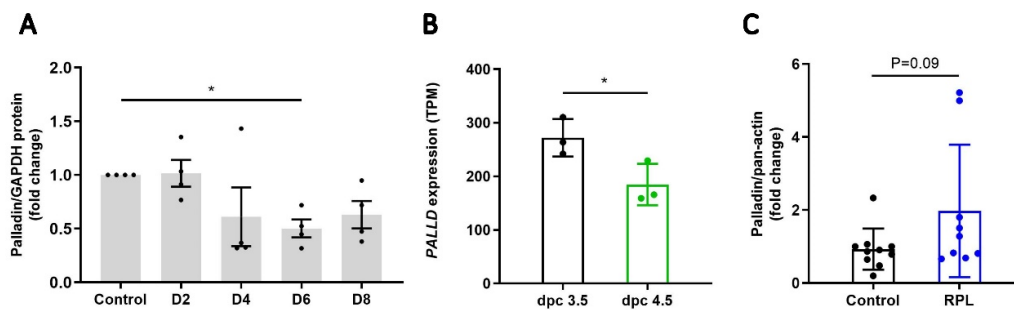 A
Palladin/GAPDH protein
(fold change)
2.0
1.5
1.0
0.5
0.0
*
Control D2 D4 D6 D8
B
PALLD expression (TPM)
400
300
200
100
0
*
dpc 3.5 dpc 4.5
C
Palladin/pan-actin
(fold change)
6
4
2
0
P=0.09
Control RPL